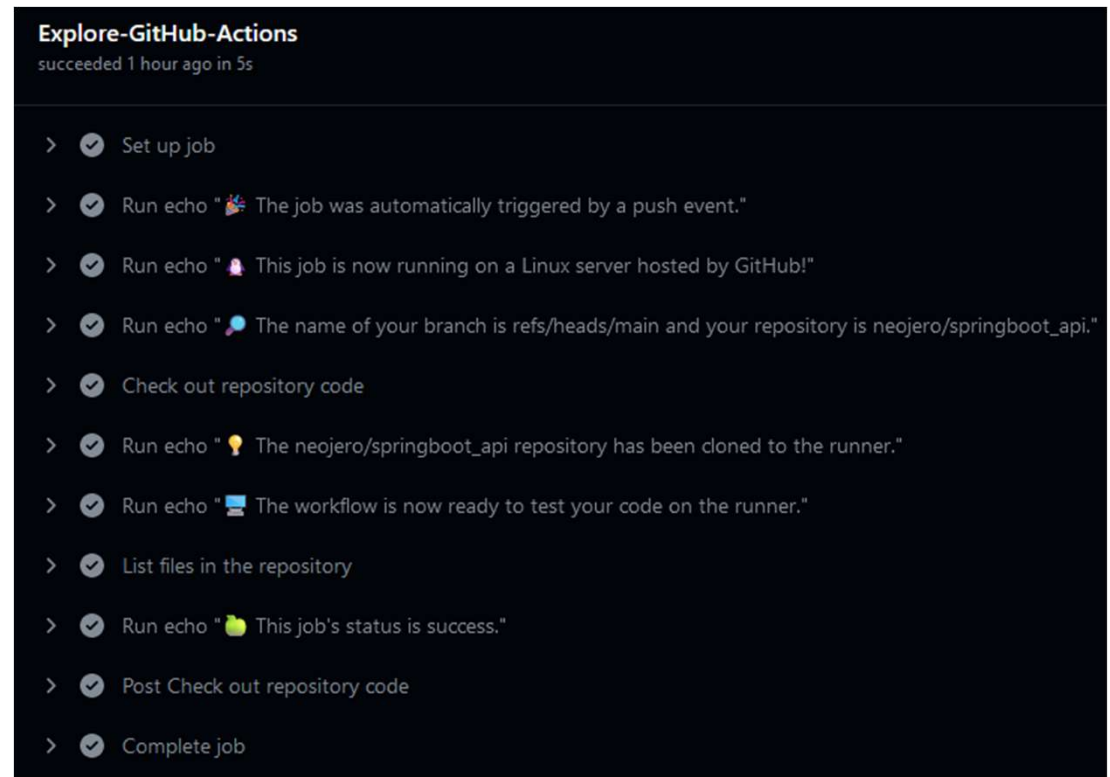 Explore-GitHub-Actions
succeeded 1 hour ago in 5s
Set up job
Run echo "🎉 The job was automatically triggered by a push event."
Run echo "🐧 This job is now running on a Linux server hosted by GitHub!"
Run echo "🔎 The name of your branch is refs/heads/main and your repository is neojero/springboot_api."
Check out repository code
Run echo "💡 The neojero/springboot_api repository has been cloned to the runner."
Run echo "🖥️ The workflow is now ready to test your code on the runner."
List files in the repository
Run echo "🍏 This job's status is success."
Post Check out repository code
Complete job